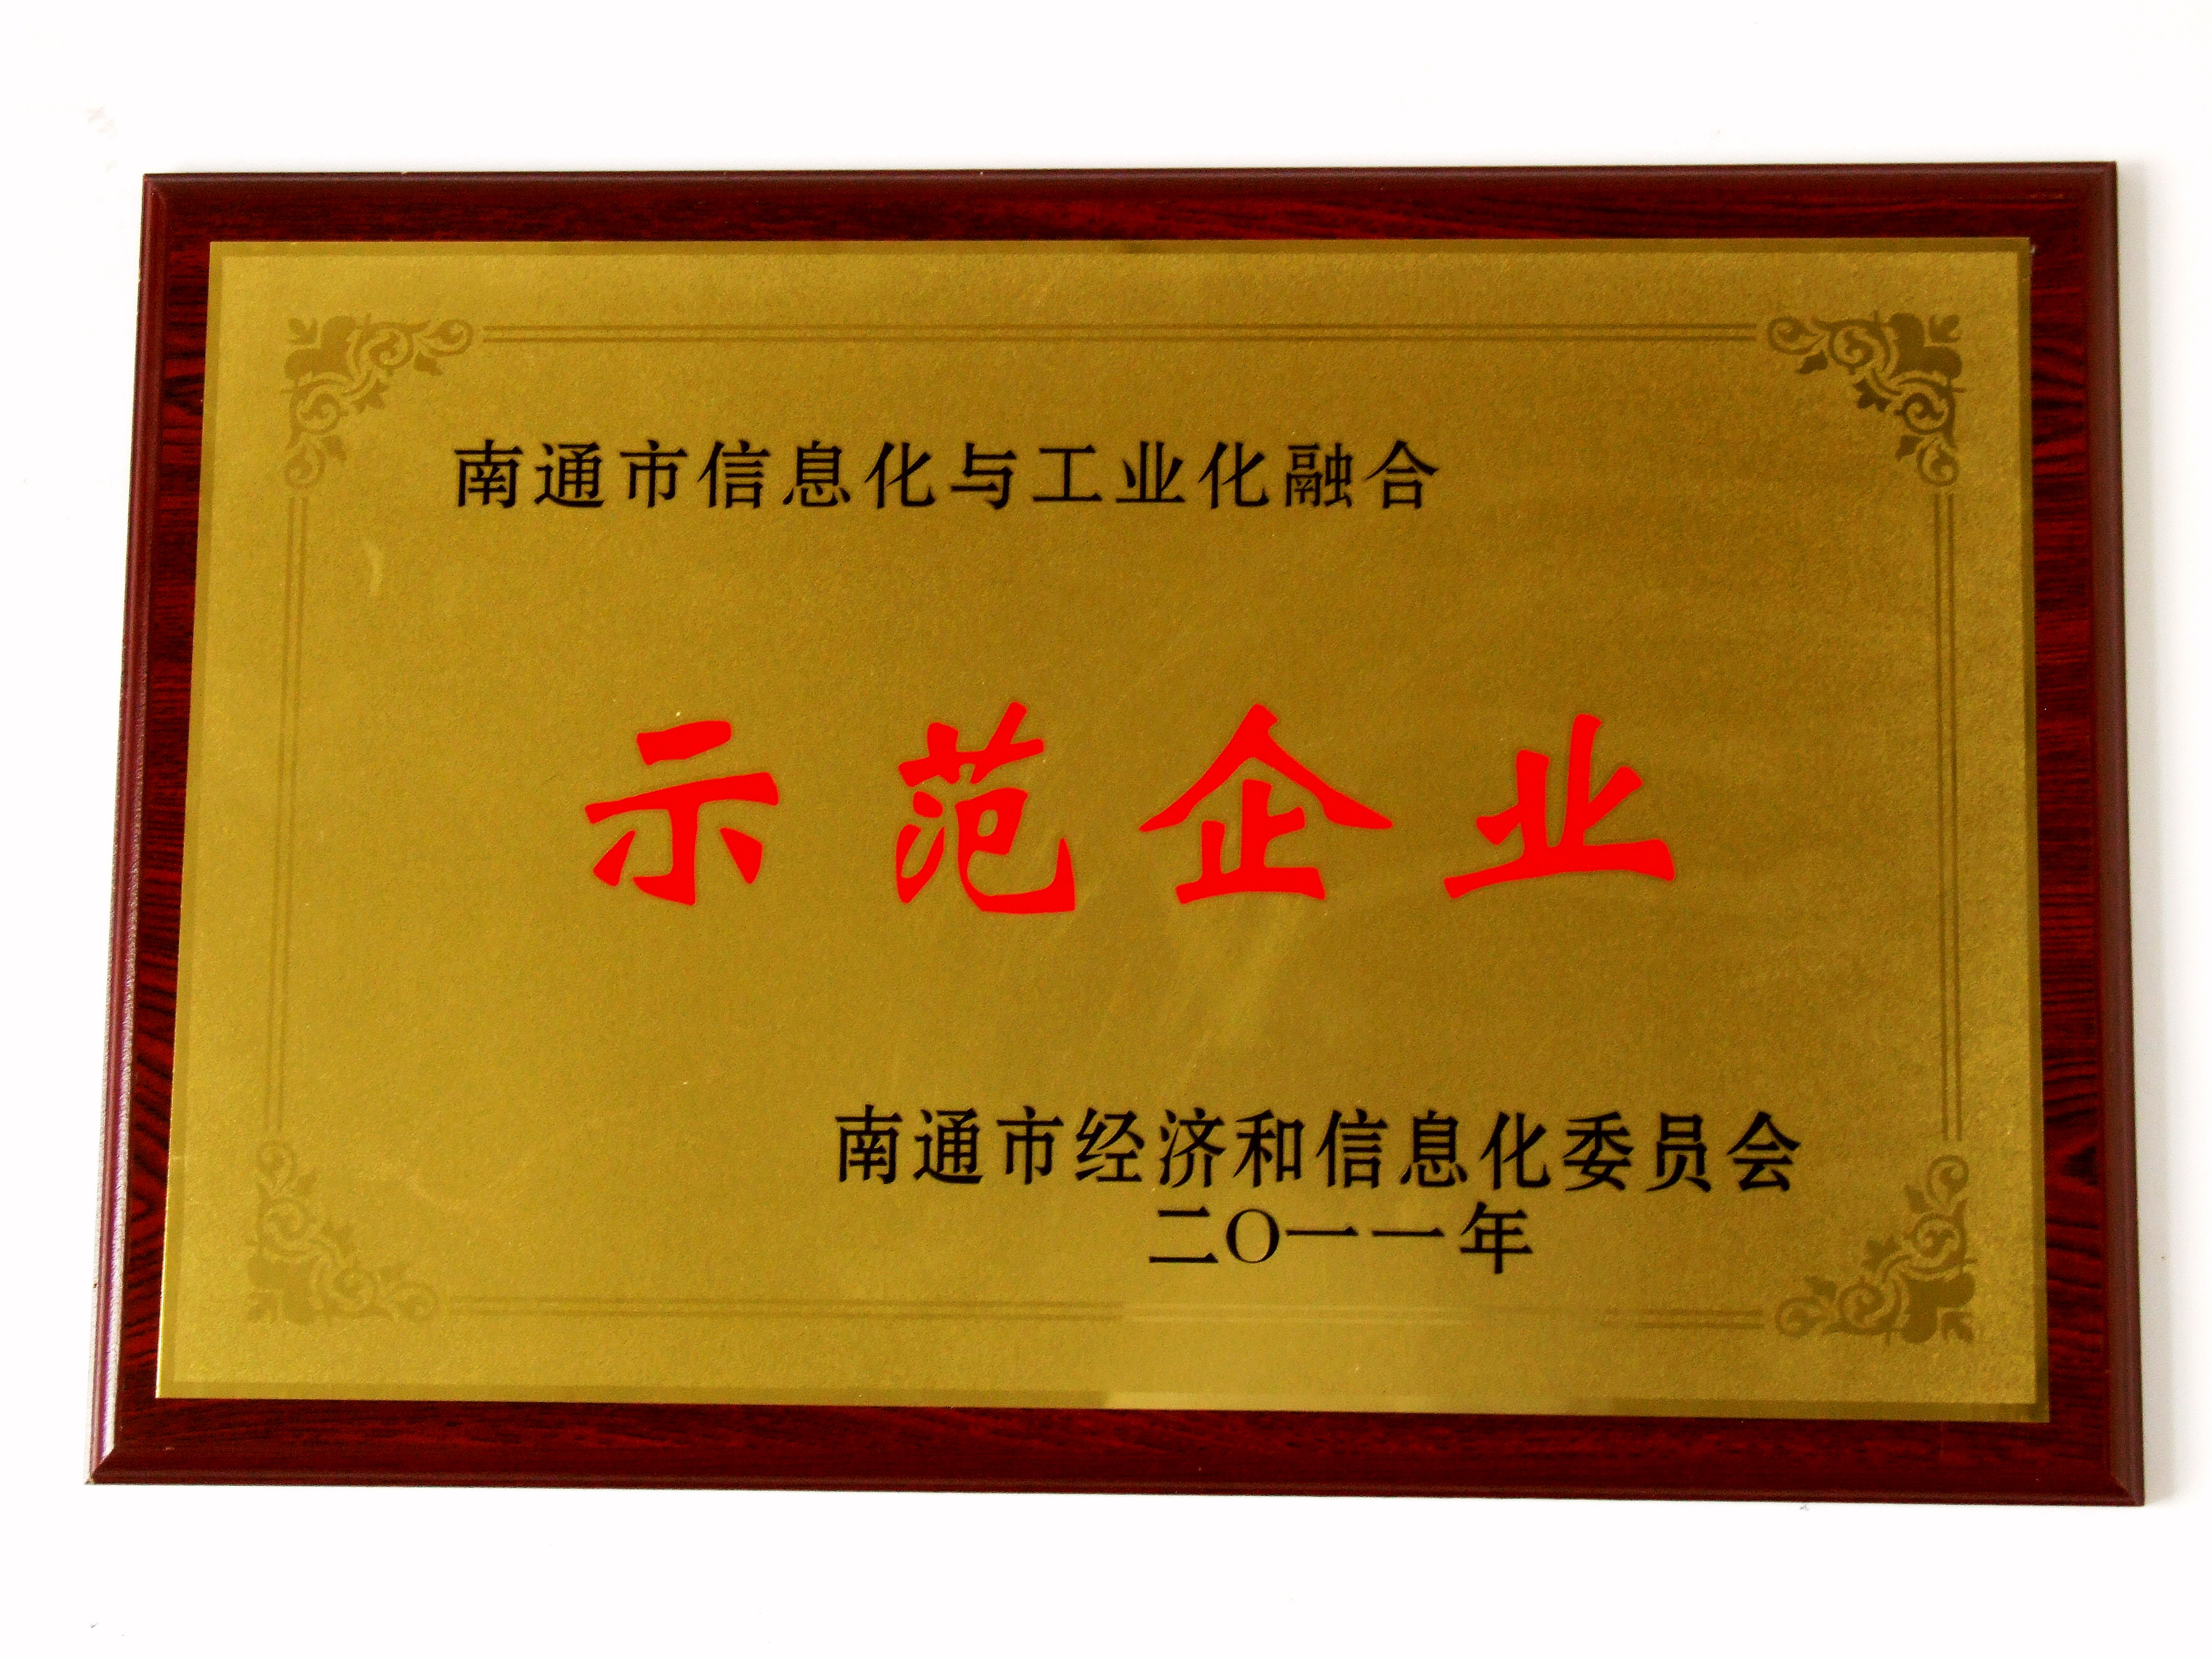 南通市信息化与工业化融合
示范企业
南通市经济和信息化委员会
二O一一年